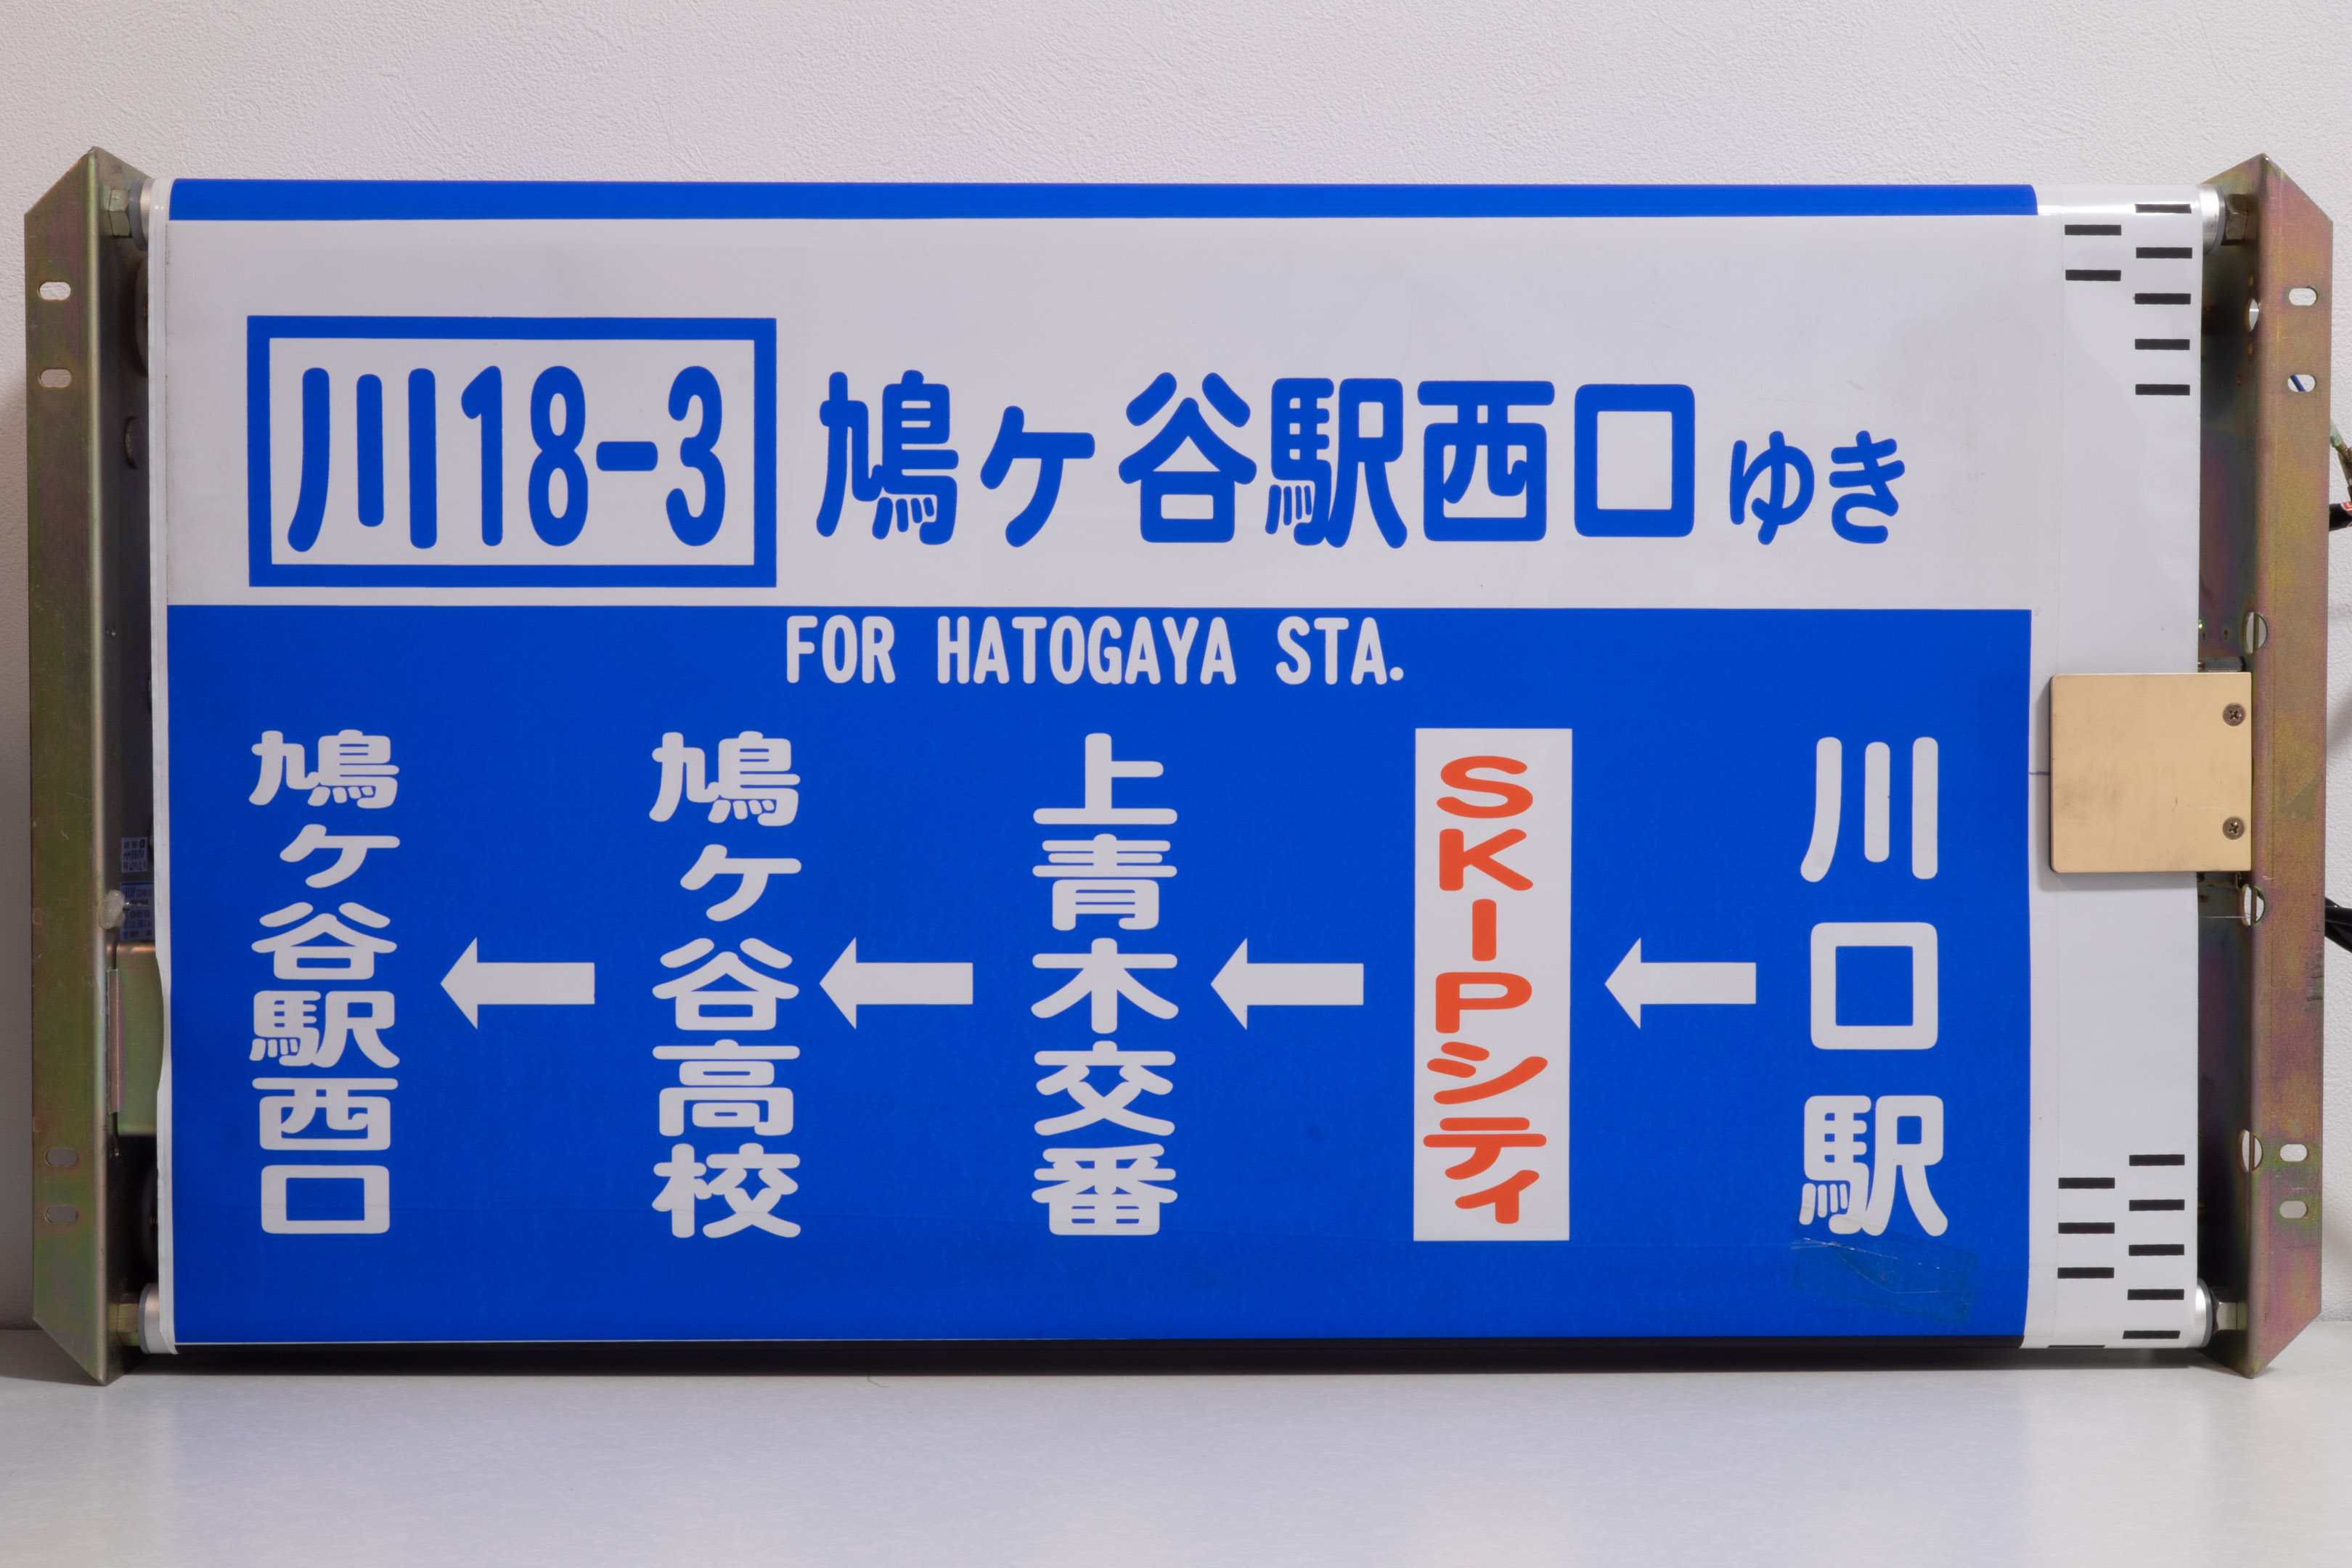 川18-3 鳩ヶ谷駅西口ゆき
FOR HATOGAYA STA.
川口駅
←
SKIPシティ
←
上青木交番
←
鳩ヶ谷高校
←
鳩ヶ谷駅西口